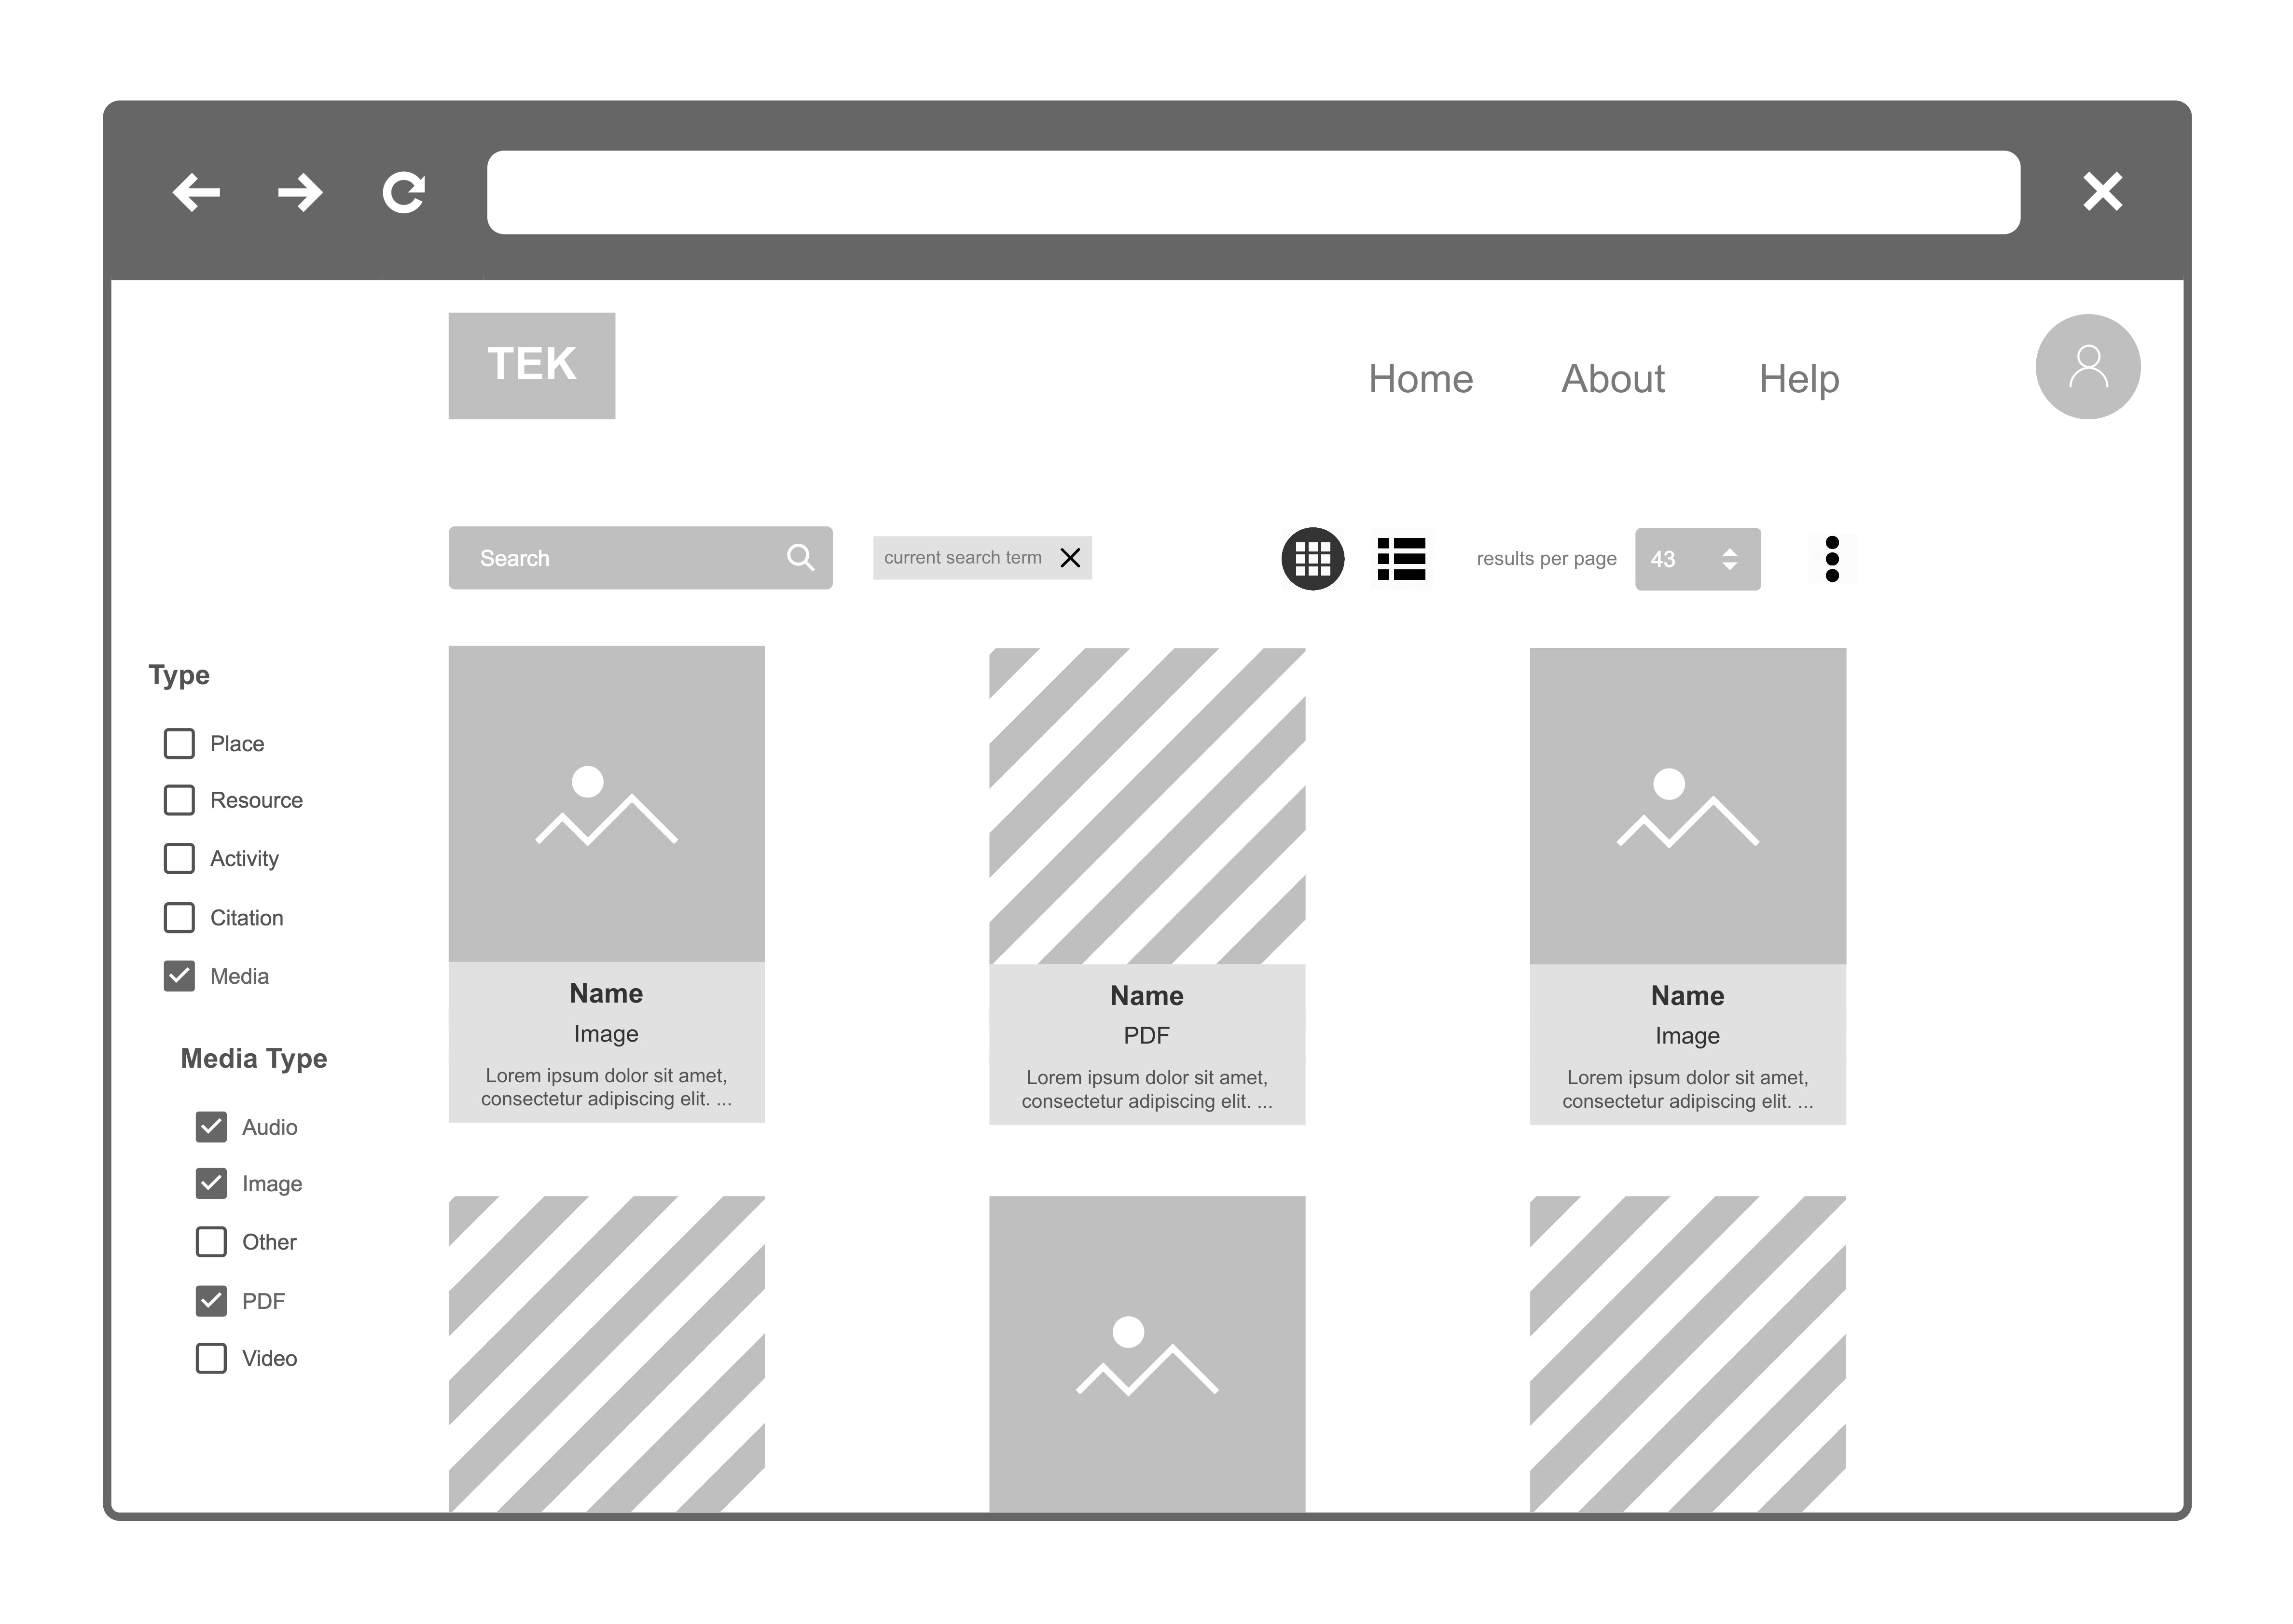 TEK
Home
About
Help
Search
current search term
results per page
43
Type
Place
Resource
Activity
Citation
Media
Media Type
Audio
Image
Other
PDF
Video
Name
Image
Lorem ipsum dolor sit amet,
consectetur adipiscing elit. ...
Name
PDF
Lorem ipsum dolor sit amet,
consectetur adipiscing elit. ...
Name
Image
Lorem ipsum dolor sit amet,
consectetur adipiscing elit. ...